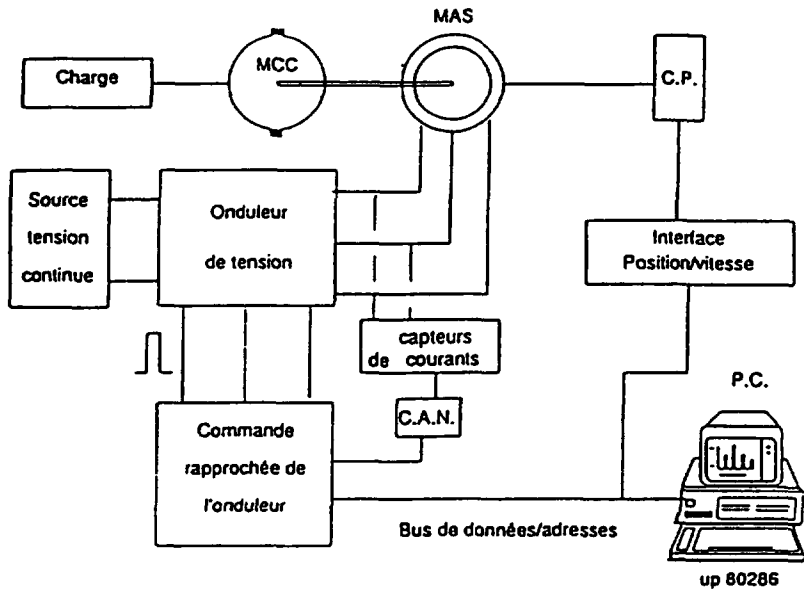 MAS
Charge
MCC
C.P.
Source
tension
continue
Onduleur
de tension
Interface
Position/vitesse
capteurs
de courants
P.C.
C.A.N.
Commande
rapprochée de
l'onduleur
Bus de données/adresses
up 80286